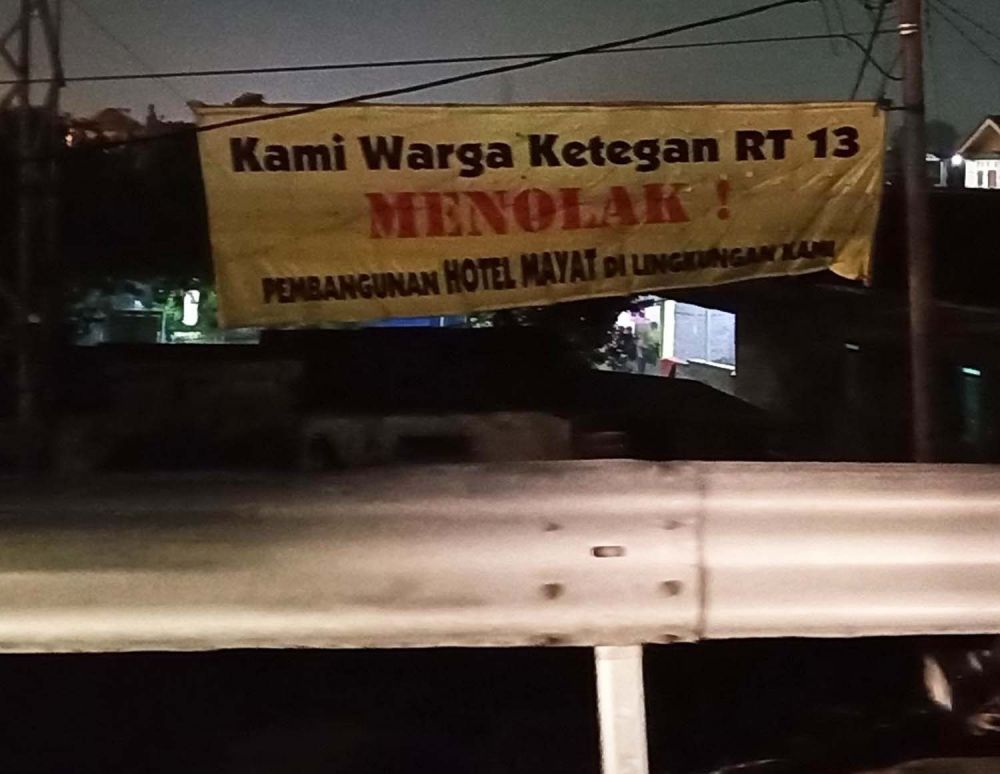 Kami Warga Ketegan RT 13
MENOLAK !
PEMBANGUNAN HOTEL MAYAT DI LINGKUNGAN KAMI